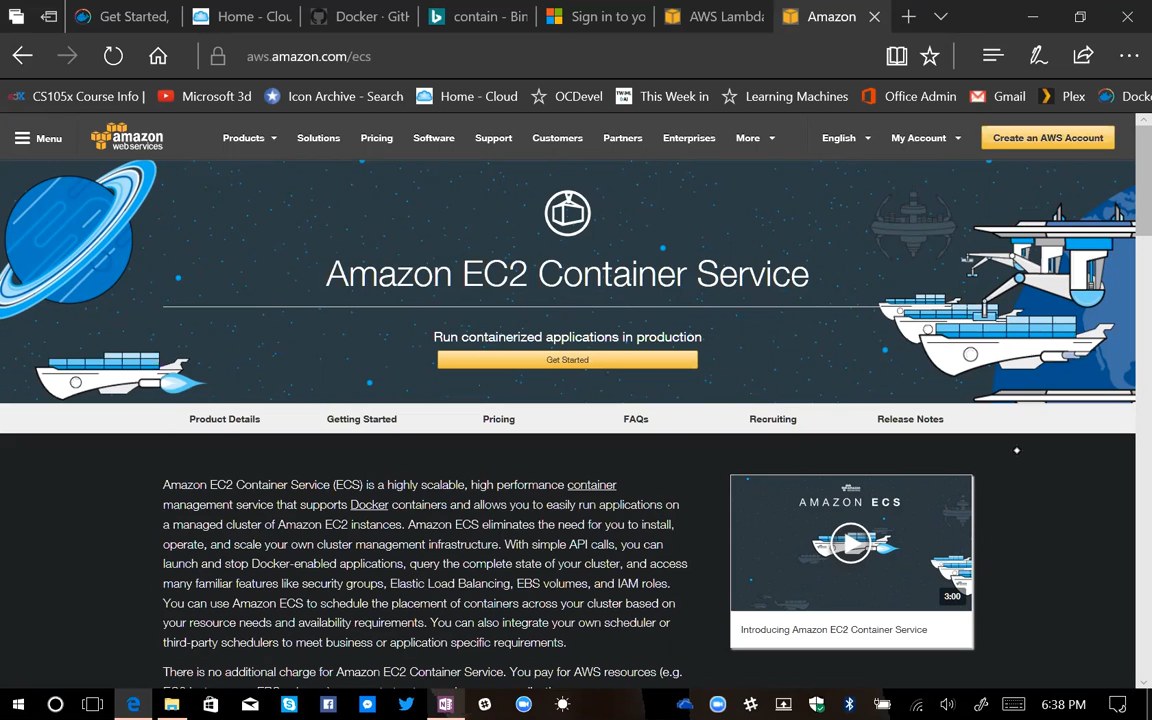 Get Started,
Home - Clou
Docker · Gith
contain - Bin
Sign in to yo
AWS Lambda
Amazon
aws.amazon.com/ecs
CS105x Course Info |
Microsoft 3d
Icon Archive - Search
Home - Cloud
OCDevel
This Week in
Learning Machines
Office Admin
Gmail
Plex
Docke
Menu
amazon
web services
Products
Solutions
Pricing
Software
Support
Customers
Partners
Enterprises
More
English
My Account
Create an AWS Account
Amazon EC2 Container Service
Run containerized applications in production
Get Started
Product Details
Getting Started
Pricing
FAQs
Recruiting
Release Notes
Amazon EC2 Container Service (ECS) is a highly scalable, high performance container
management service that supports Docker containers and allows you to easily run applications on
a managed cluster of Amazon EC2 instances. Amazon ECS eliminates the need for you to install,
operate, and scale your own cluster management infrastructure. With simple API calls, you can
launch and stop Docker-enabled applications, query the complete state of your cluster, and access
many familiar features like security groups, Elastic Load Balancing, EBS volumes, and IAM roles.
You can use Amazon ECS to schedule the placement of containers across your cluster based on
your resource needs and availability requirements. You can also integrate your own scheduler or
third-party schedulers to meet business or application specific requirements.
There is no additional charge for Amazon EC2 Container Service. You pay for AWS resources (e.g.
AMAZON ECS
3:00
Introducing Amazon EC2 Container Service
6:38 PM